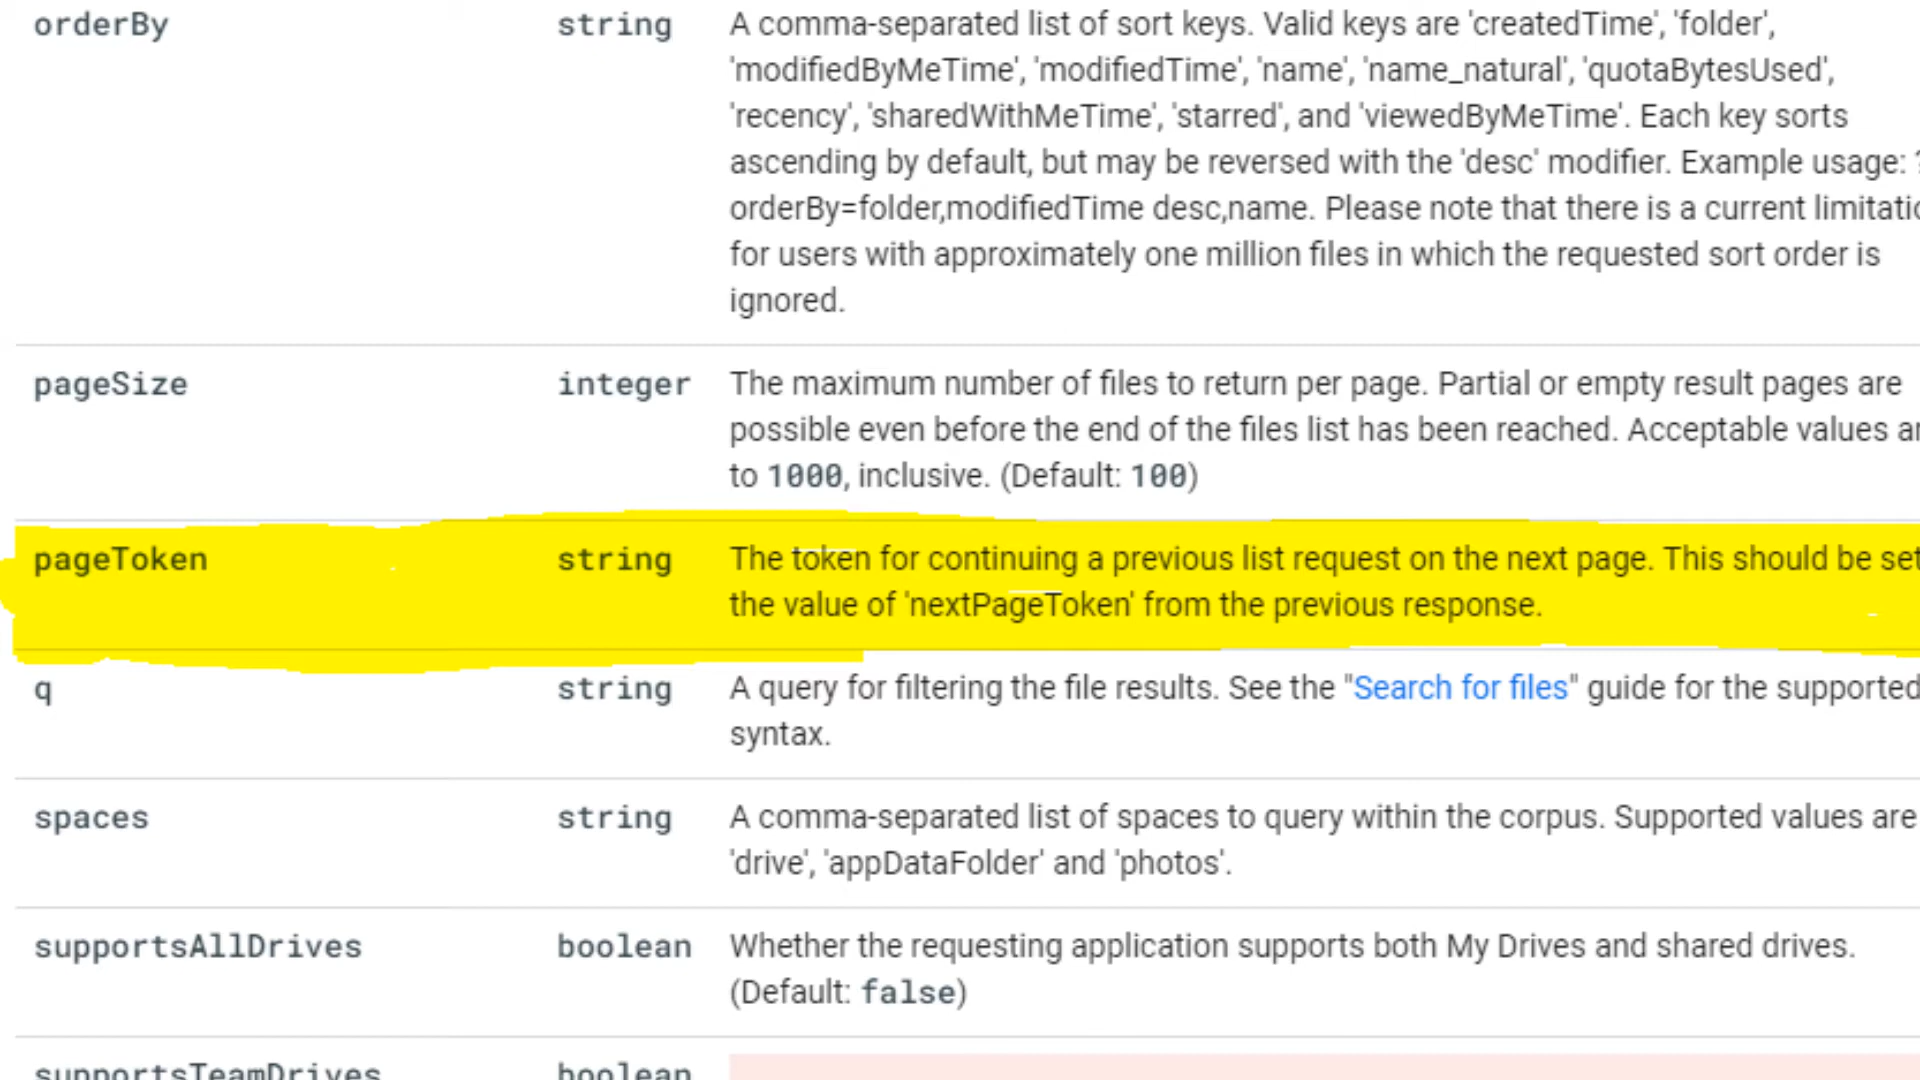 orderBy string A comma-separated list of sort keys. Valid keys are 'createdTime', 'folder',
'modifiedByMeTime', 'modifiedTime', 'name', 'name_natural', 'quotaBytesUsed',
'recency', 'sharedWithMeTime', 'starred', and 'viewedByMeTime'. Each key sorts
ascending by default, but may be reversed with the 'desc' modifier. Example usage: ?
orderBy=folder,modifiedTime desc,name. Please note that there is a current limitatio
for users with approximately one million files in which the requested sort order is
ignored.
pageSize integer The maximum number of files to return per page. Partial or empty result pages are
possible even before the end of the files list has been reached. Acceptable values ar
to 1000, inclusive. (Default: 100)
pageToken string The token for continuing a previous list request on the next page. This should be set
the value of 'nextPageToken' from the previous response.
q string A query for filtering the file results. See the "Search for files" guide for the supported
syntax.
spaces string A comma-separated list of spaces to query within the corpus. Supported values are
'drive', 'appDataFolder' and 'photos'.
supportsAllDrives boolean Whether the requesting application supports both My Drives and shared drives.
(Default: false)
supportsTeamDrives boolean